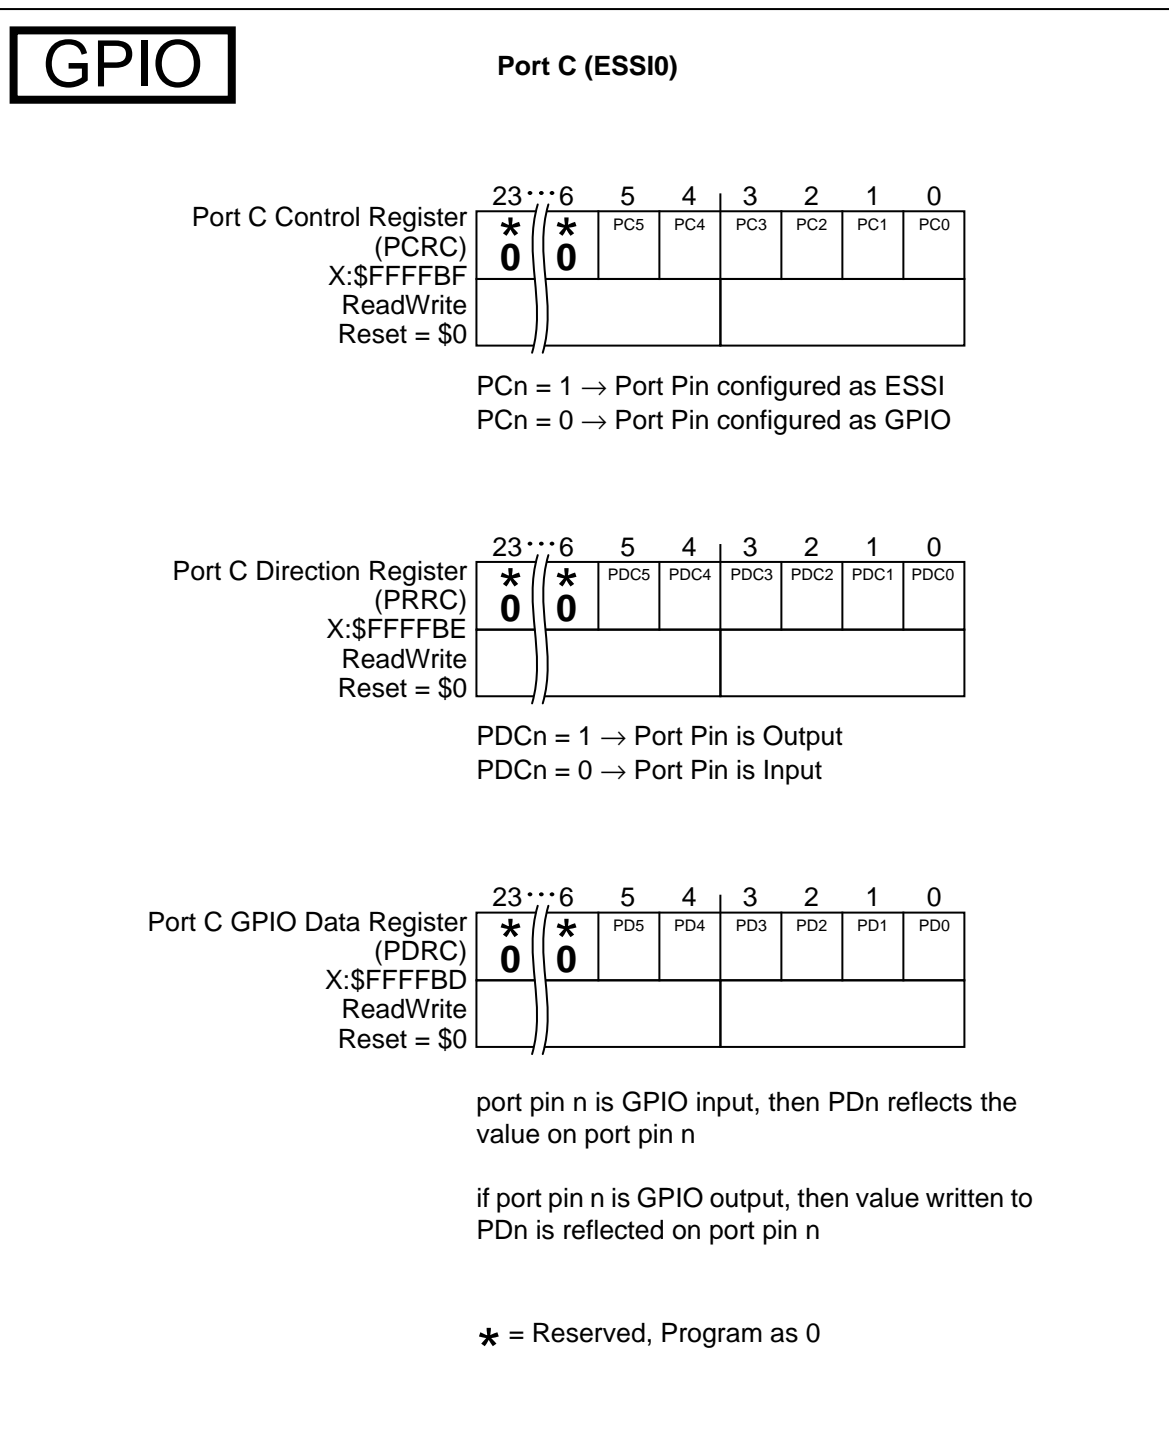 GPIO
Port C (ESSI0)
23 ··· 6 5 4 3 2 1 0
Port C Control Register
(PCRC)
X:$FFFFBF
ReadWrite
Reset = $0
* * PC5 PC4 PC3 PC2 PC1 PC0
0 0
PCn = 1 → Port Pin configured as ESSI
PCn = 0 → Port Pin configured as GPIO
23 ··· 6 5 4 3 2 1 0
Port C Direction Register
(PRRC)
X:$FFFFBE
ReadWrite
Reset = $0
* * PDC5 PDC4 PDC3 PDC2 PDC1 PDC0
0 0
PDCn = 1 → Port Pin is Output
PDCn = 0 → Port Pin is Input
23 ··· 6 5 4 3 2 1 0
Port C GPIO Data Register
(PDRC)
X:$FFFFBD
ReadWrite
Reset = $0
* * PD5 PD4 PD3 PD2 PD1 PD0
0 0
port pin n is GPIO input, then PDn reflects the
value on port pin n
if port pin n is GPIO output, then value written to
PDn is reflected on port pin n
* = Reserved, Program as 0